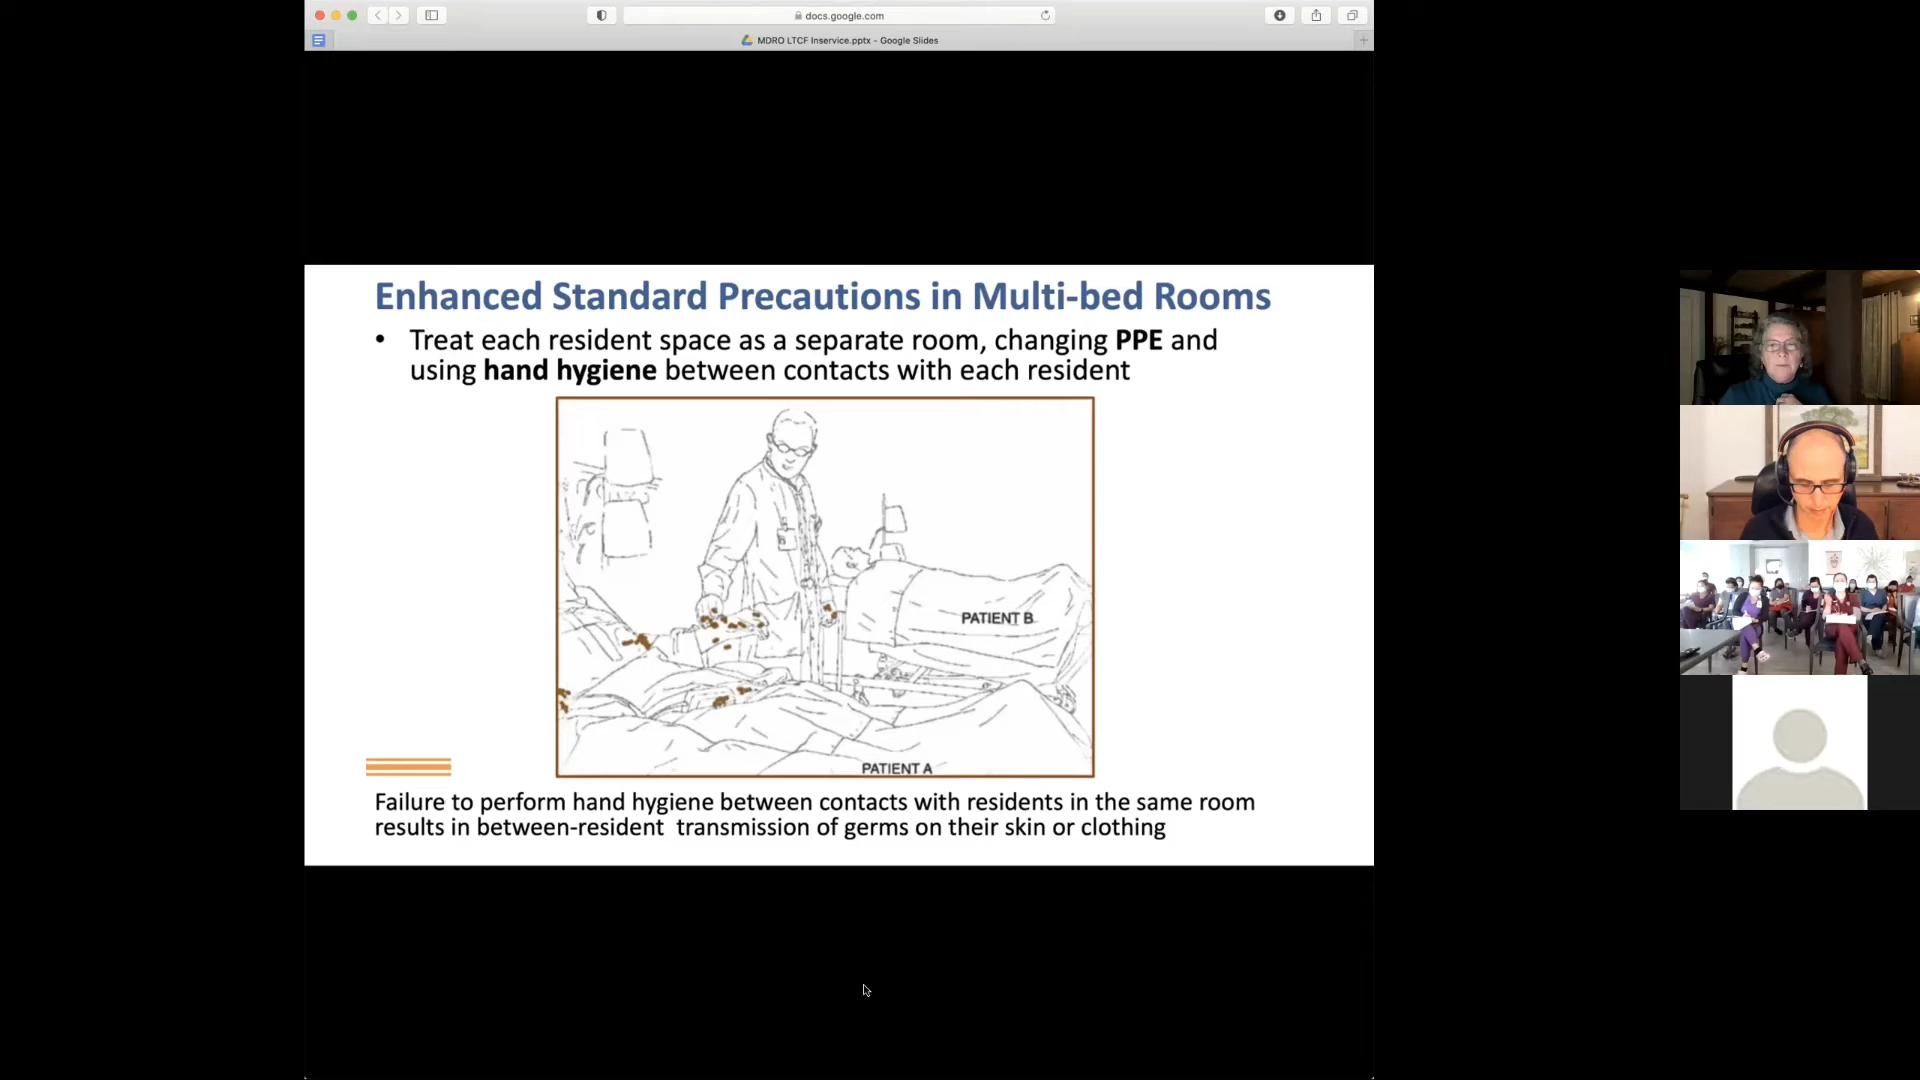 docs.google.com
MDRO LTCF Inservice.pptx - Google Slides
Enhanced Standard Precautions in Multi-bed Rooms
• Treat each resident space as a separate room, changing PPE and
using hand hygiene between contacts with each resident
PATIENT B
PATIENT A
Failure to perform hand hygiene between contacts with residents in the same room
results in between-resident transmission of germs on their skin or clothing